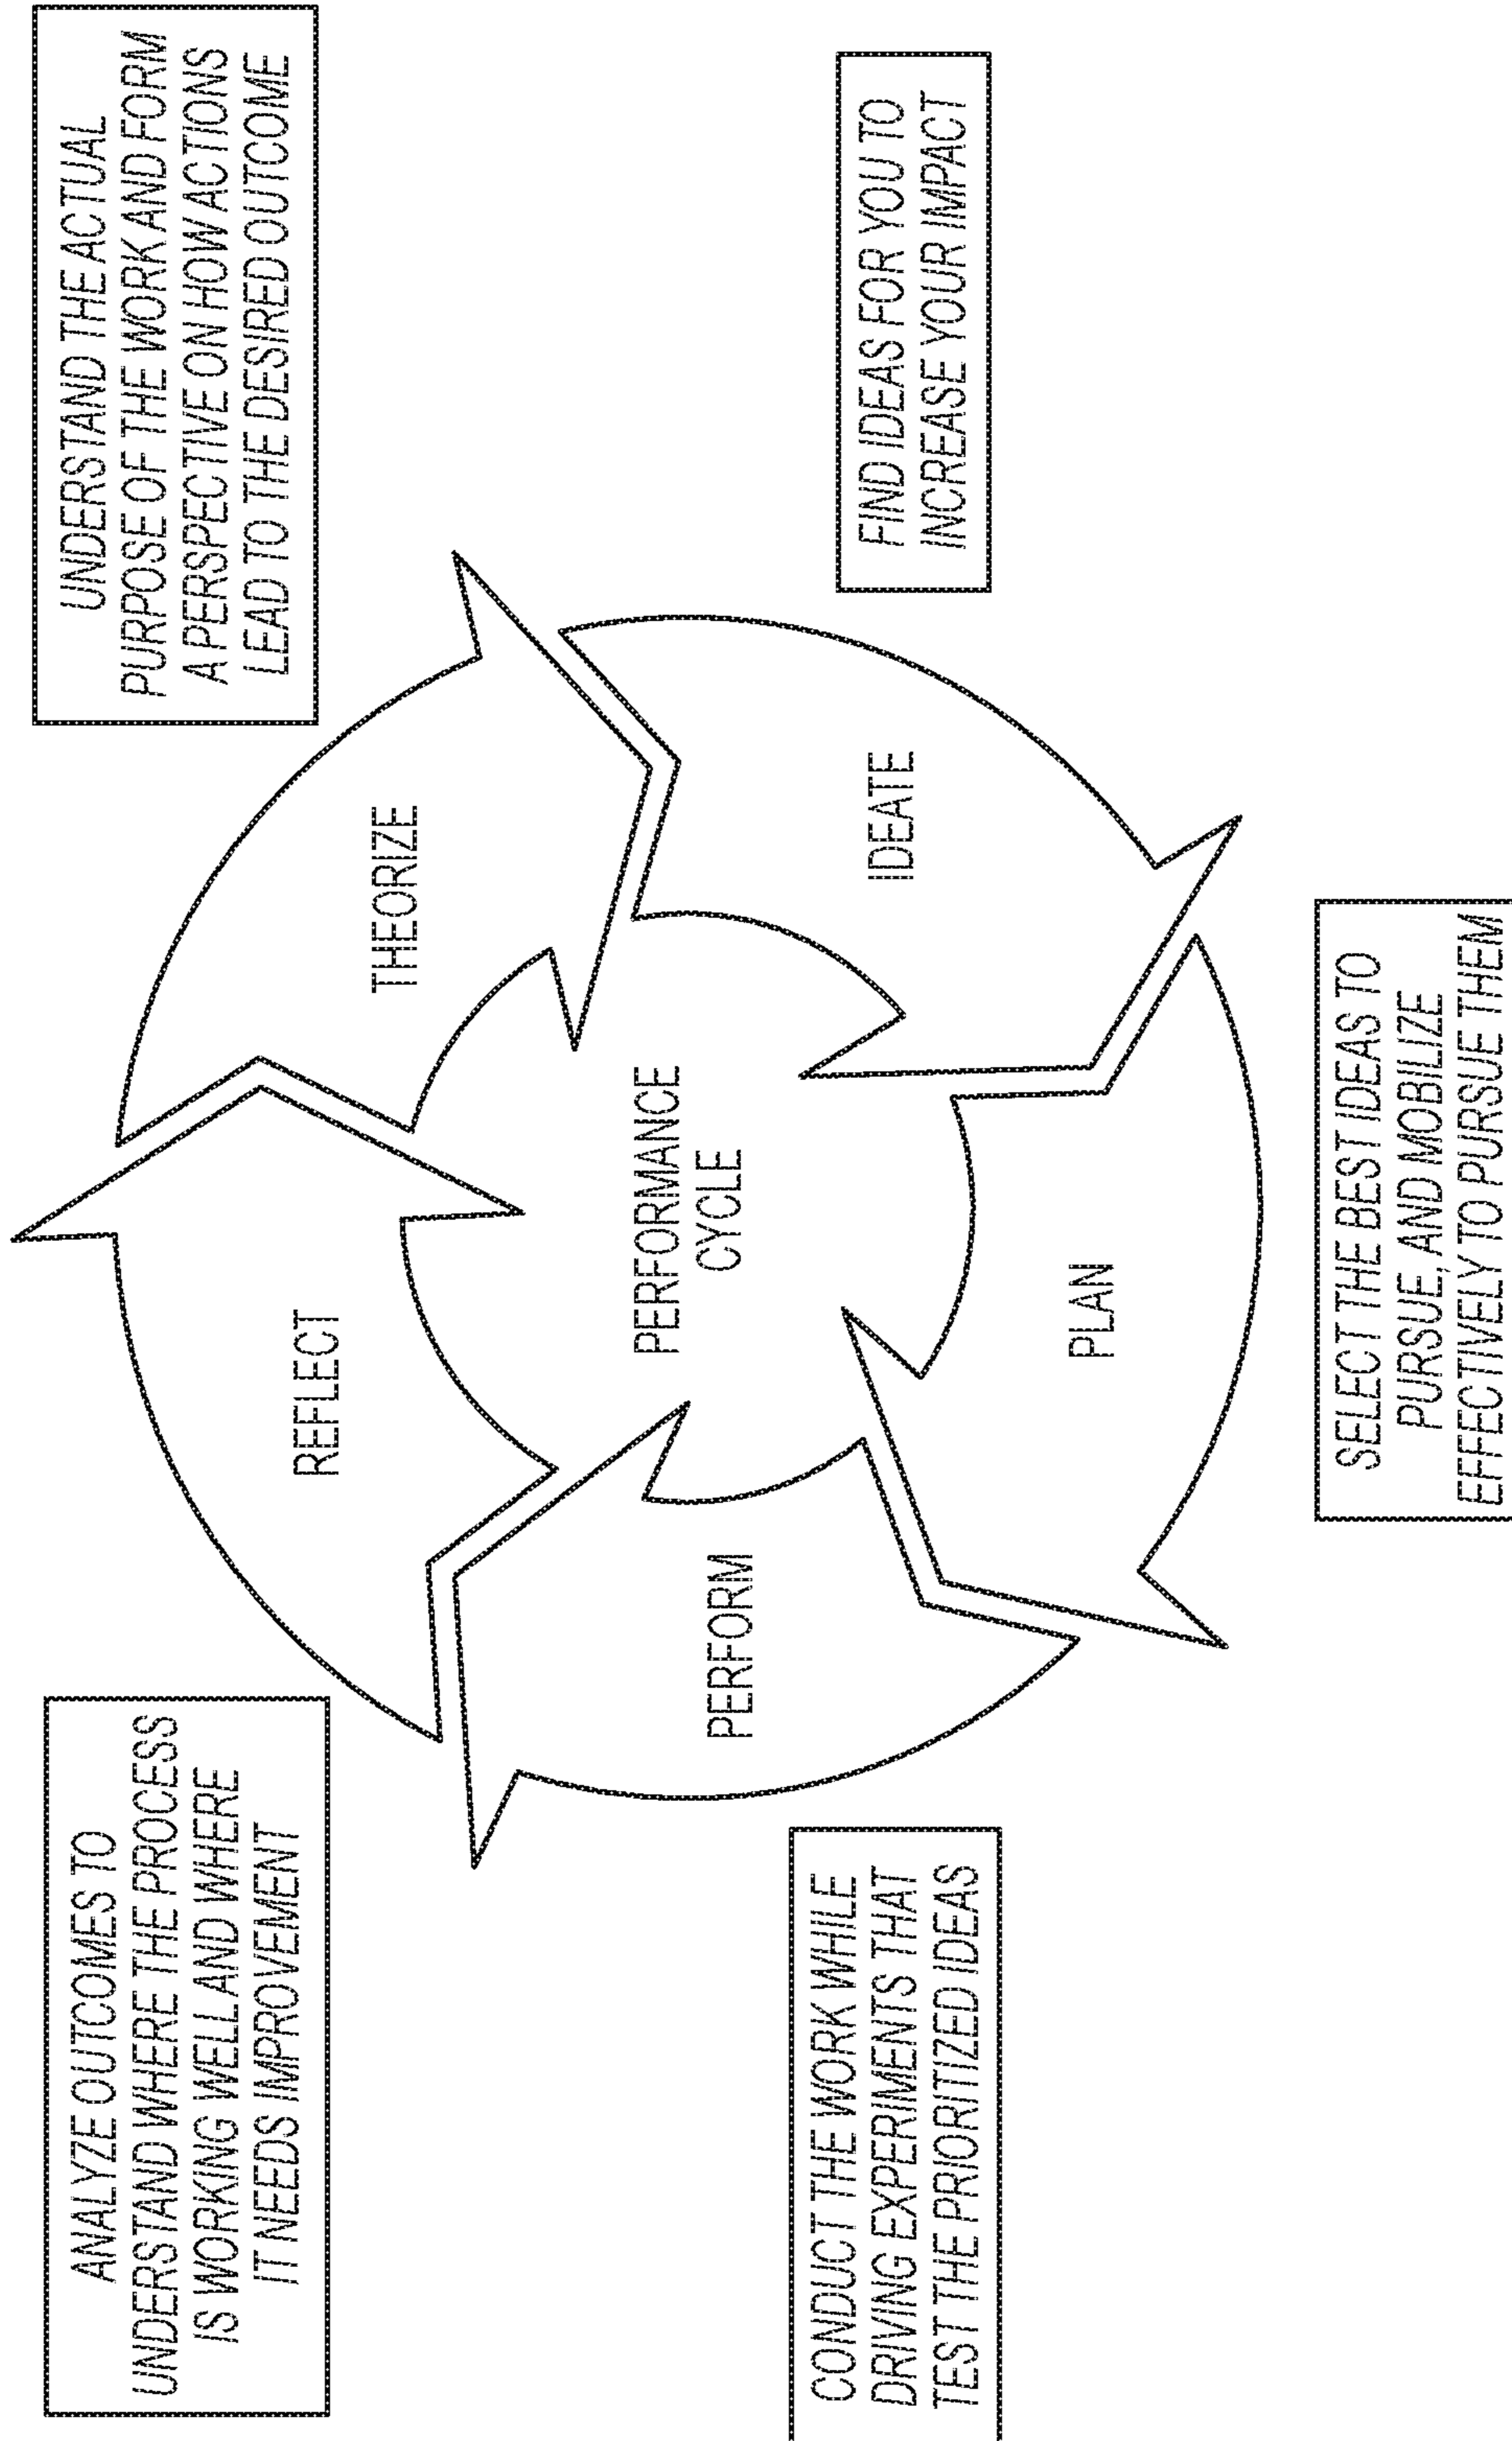 ANALYZE OUTCOMES TO
UNDERSTAND WHERE THE PROCESS
IS WORKING WELL AND WHERE
IT NEEDS IMPROVEMENT
UNDERSTAND THE ACTUAL
PURPOSE OF THE WORK AND FORM
A PERSPECTIVE ON HOW ACTIONS
LEAD TO THE DESIRED OUTCOME
REFLECT
THEORIZE
PERFORMANCE
CYCLE
PERFORM
IDEATE
PLAN
CONDUCT THE WORK WHILE
DRIVING EXPERIMENTS THAT
TEST THE PRIORITIZED IDEAS
FIND IDEAS FOR YOU TO
INCREASE YOUR IMPACT
SELECT THE BEST IDEAS TO
PURSUE, AND MOBILIZE
EFFECTIVELY TO PURSUE THEM